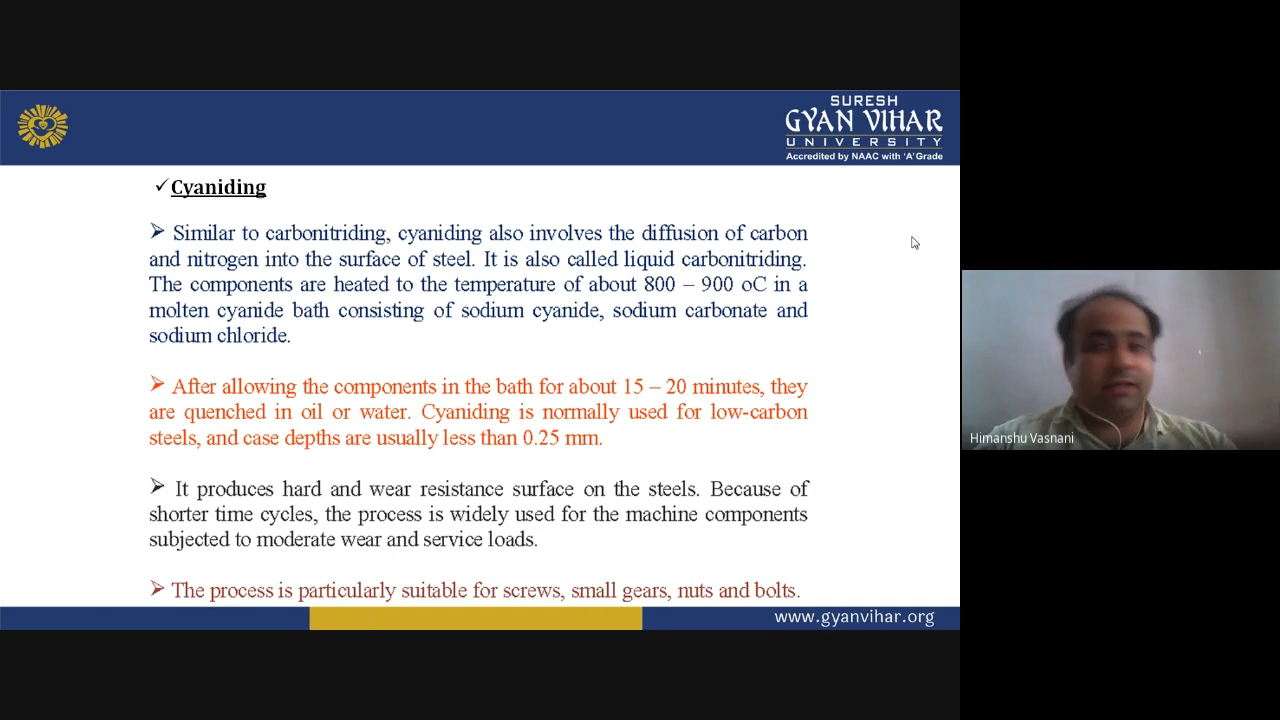 SURESH
GYAN VIHAR
UNIVERSITY
Accredited by NAAC with 'A' Grade
✓Cyaniding
➢ Similar to carbonitriding, cyaniding also involves the diffusion of carbon
and nitrogen into the surface of steel. It is also called liquid carbonitriding.
The components are heated to the temperature of about 800 – 900 oC in a
molten cyanide bath consisting of sodium cyanide, sodium carbonate and
sodium chloride.
➢ After allowing the components in the bath for about 15 – 20 minutes, they
are quenched in oil or water. Cyaniding is normally used for low-carbon
steels, and case depths are usually less than 0.25 mm.
➢ It produces hard and wear resistance surface on the steels. Because of
shorter time cycles, the process is widely used for the machine components
subjected to moderate wear and service loads.
➢ The process is particularly suitable for screws, small gears, nuts and bolts.
www.gyanvihar.org
Himanshu Vasnani